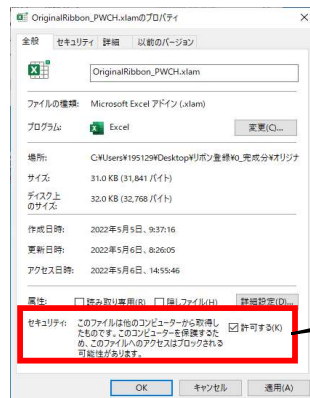 OriginalRibbon_PWCH.xlamのプロパティ
全般 セキュリティ 詳細 以前のバージョン
OriginalRibbon_PWCH.xlam
ファイルの種類: Microsoft Excel アドイン (.xlam)
プログラム: Excel 変更(C)...
場所: C:¥Users¥195129¥Desktop¥リボン登録¥0_完成分¥オリジナ
サイズ: 31.0 KB (31,841 バイト)
ディスク上
のサイズ: 32.0 KB (32,768 バイト)
作成日時: 2022年5月5日、9:37:16
更新日時: 2022年5月6日、8:26:05
アクセス日時: 2022年5月6日、14:55:46
属性: 読み取り専用(R) 隠しファイル(H) 詳細設定(D)...
セキュリティ: このファイルは他のコンピューターから取得し
たものです。このコンピューターを保護するた 許可する(K)
め、このファイルへのアクセスはブロックされる
可能性があります。
OK キャンセル 適用(A)